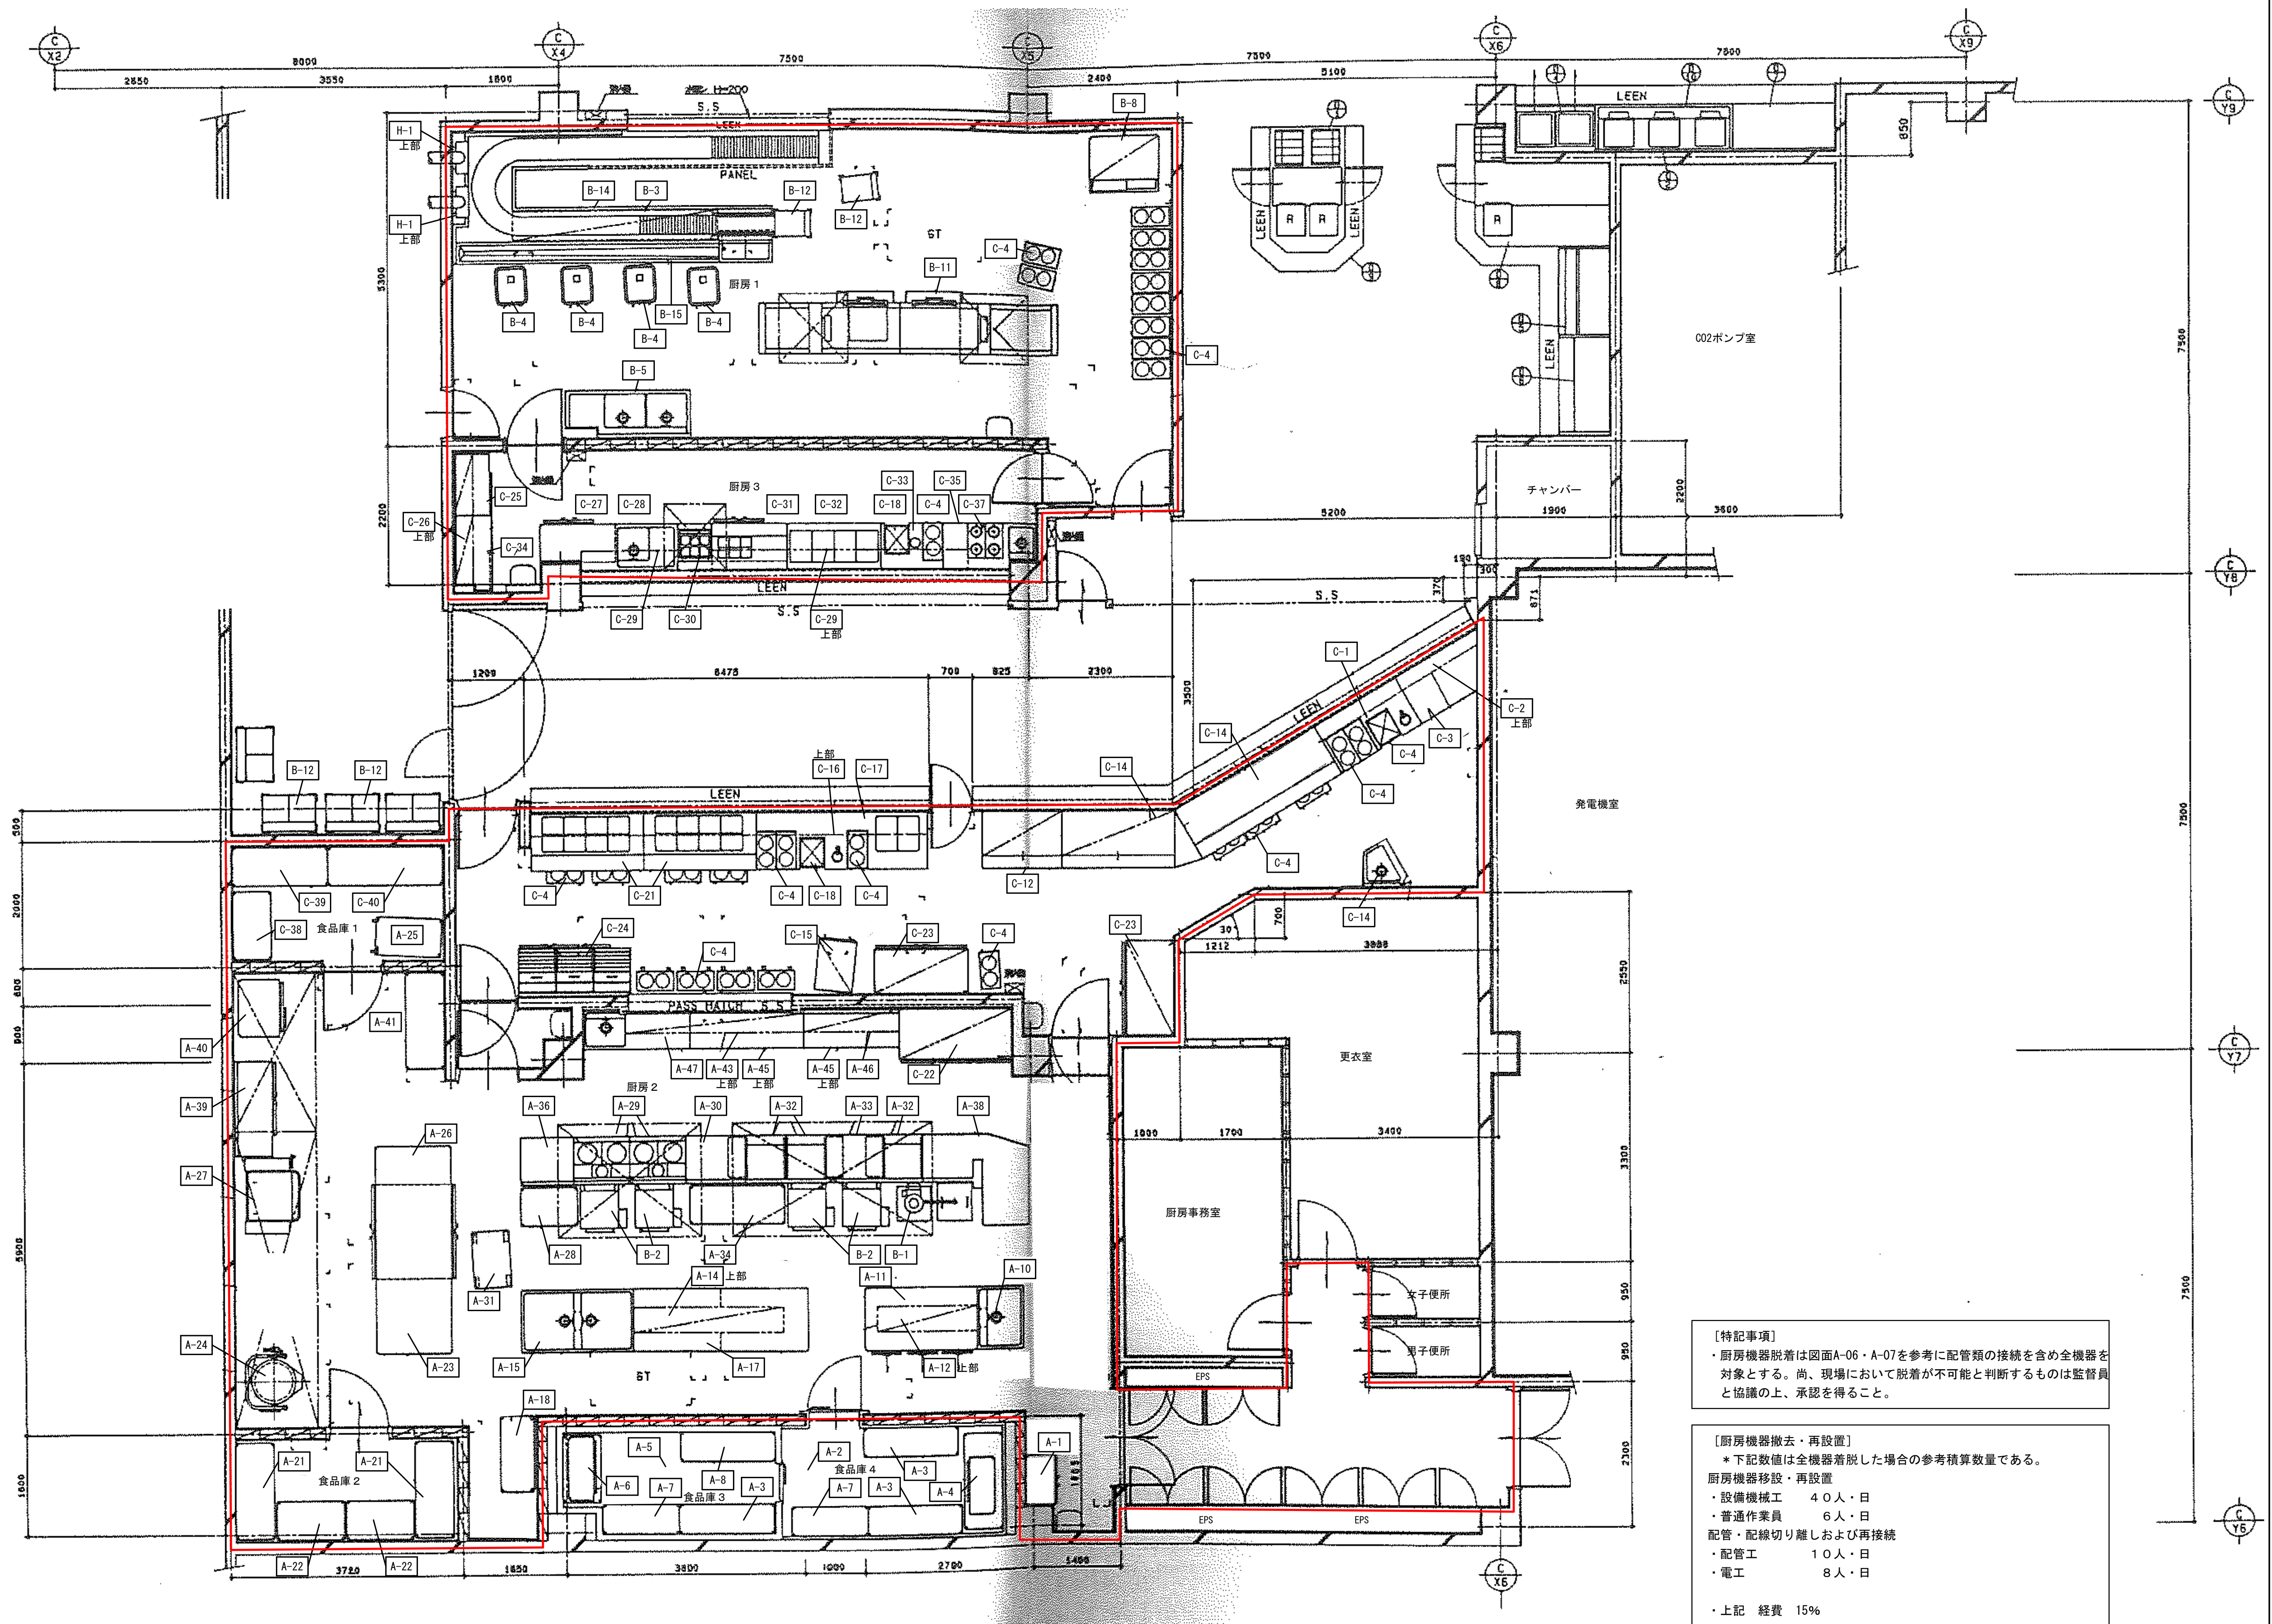 C X2
C X4
C X5
C X6
C X9
8000
7500
7500
7500
2650
3550
1800
2400
5100
S.S
H=200
LEEN
B-8
C Y9
LEEN
850
H-1
上部
PANEL
B-14
B-3
B-12
B-12
H-1
上部
ST
C-4
R
R
LEEN
LEEN
R
5300
厨房1
B-11
B-4
B-4
B-15
B-4
B-4
C-4
LEEN
CO2ポンプ室
7500
B-5
C-25
厨房3
C-33
C-35
C-27
C-28
C-31
C-32
C-18
C-4
C-37
C-26
上部
C-34
2200
チャンバー
2200
5200
1900
3600
LEEN
C-29
C-30
S.S
C-29
上部
S.S
150
300
370
671
C Y8
1200
6475
700
825
2300
3500
LEEN
C-1
C-2
上部
C-3
C-4
C-14
C-4
C-14
上部
C-16
C-17
B-12
B-12
LEEN
発電機室
7500
500
C-4
C-21
C-4
C-18
C-4
C-12
C-4
C-14
2000
C-39
C-40
C-38
食品庫1
A-25
C-24
C-4
C-15
C-23
C-4
C-23
30°
700
1212
2550
600
PASS HATCH S.S
900
A-41
A-40
A-47
A-43
上部
A-45
上部
A-45
上部
A-46
C-22
更衣室
C Y7
厨房2
A-39
A-36
A-29
A-30
A-32
A-33
A-32
A-38
A-26
1000
1700
3400
3300
A-27
厨房事務室
5900
A-28
B-2
A-34
B-2
B-1
A-14
上部
A-11
A-10
A-31
女子便所
950
7500
A-24
A-23
A-15
A-17
A-12
上部
男子便所
950
ST
EPS
A-18
A-21
A-21
食品庫2
A-5
A-6
A-8
A-7
A-3
食品庫3
A-2
食品庫4
A-3
A-7
A-3
A-4
A-1
2300
1600
A-22
A-22
EPS
EPS
3720
1650
3800
1000
2700
1400
C X6
C Y6
［特記事項］
・厨房機器脱着は図面A-06・A-07を参考に配管類の接続を含め全機器を
対象とする。尚、現場において脱着が不可能と判断するものは監督員
と協議の上、承認を得ること。
［厨房機器撤去・再設置］
＊下記数値は全機器着脱した場合の参考積算数量である。
厨房機器移設・再設置
・設備機械工　４０人・日
・普通作業員　６人・日
配管・配線切り離しおよび再接続
・配管工　１０人・日
・電工　８人・日
・上記　経費　15%